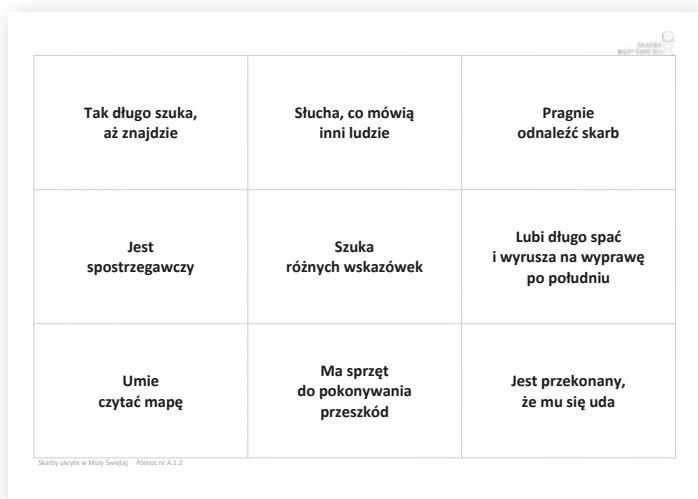 Tak długo szuka,
aż znajdzie
Słucha, co mówią
inni ludzie
Pragnie
odnaleźć skarb
Jest
spostrzegawczy
Szuka
różnych wskazówek
Lubi długo spać
i wyrusza na wyprawę
po południu
Umie
czytać mapę
Ma sprzęt
do pokonywania
przeszkód
Jest przekonany,
że mu się uda
Skarby ukryte w Mszy Świętej Pomoc nr A.1.2